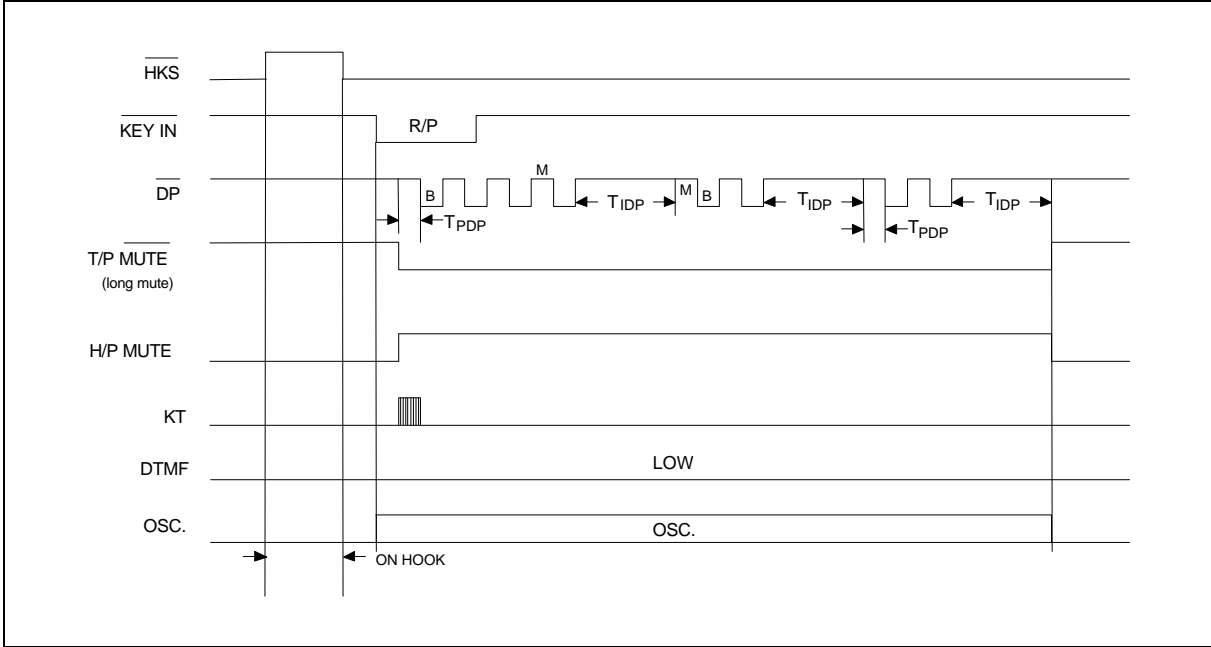 HKS
KEY IN
R/P
M
DP
B
TIDP
M
B
TIDP
TIDP
TPDP
TPDP
T/P MUTE
(long mute)
H/P MUTE
KT
DTMF
LOW
OSC.
OSC.
ON HOOK